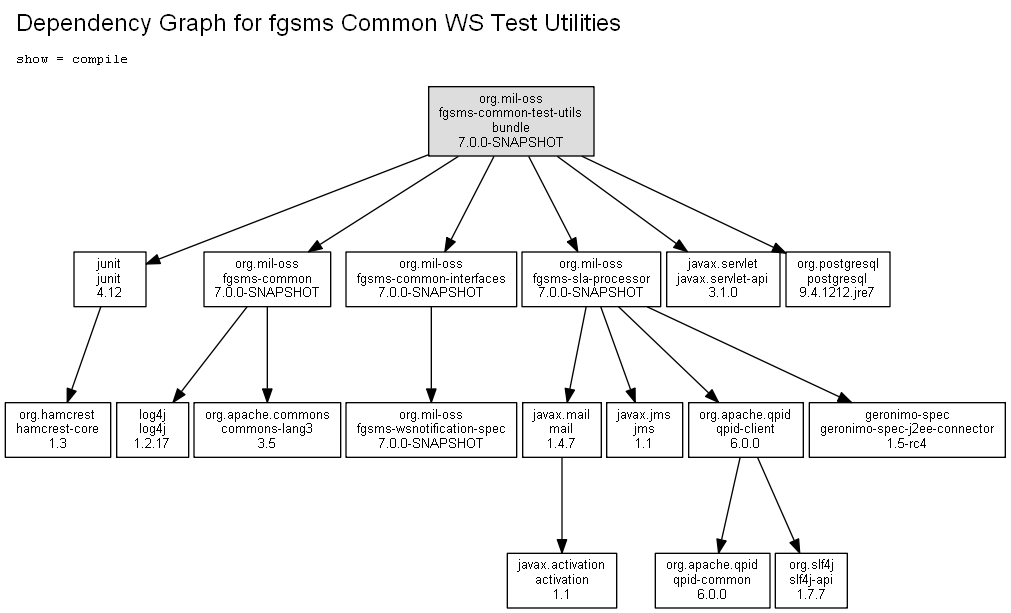 Dependency Graph for fgsms Common WS Test Utilities
show = compile
org.mil-oss
fgsms-common-test-utils
bundle
7.0.0-SNAPSHOT
junit
junit
4.12
org.mil-oss
fgsms-common
7.0.0-SNAPSHOT
org.mil-oss
fgsms-common-interfaces
7.0.0-SNAPSHOT
org.mil-oss
fgsms-sla-processor
7.0.0-SNAPSHOT
javax.servlet
javax.servlet-api
3.1.0
org.postgresql
postgresql
9.4.1212.jre7
org.hamcrest
hamcrest-core
1.3
log4j
log4j
1.2.17
org.apache.commons
commons-lang3
3.5
org.mil-oss
fgsms-wsnotification-spec
7.0.0-SNAPSHOT
javax.mail
mail
1.4.7
javax.jms
jms
1.1
org.apache.qpid
qpid-client
6.0.0
geronimo-spec
geronimo-spec-j2ee-connector
1.5-rc4
javax.activation
activation
1.1
org.apache.qpid
qpid-common
6.0.0
org.slf4j
slf4j-api
1.7.7